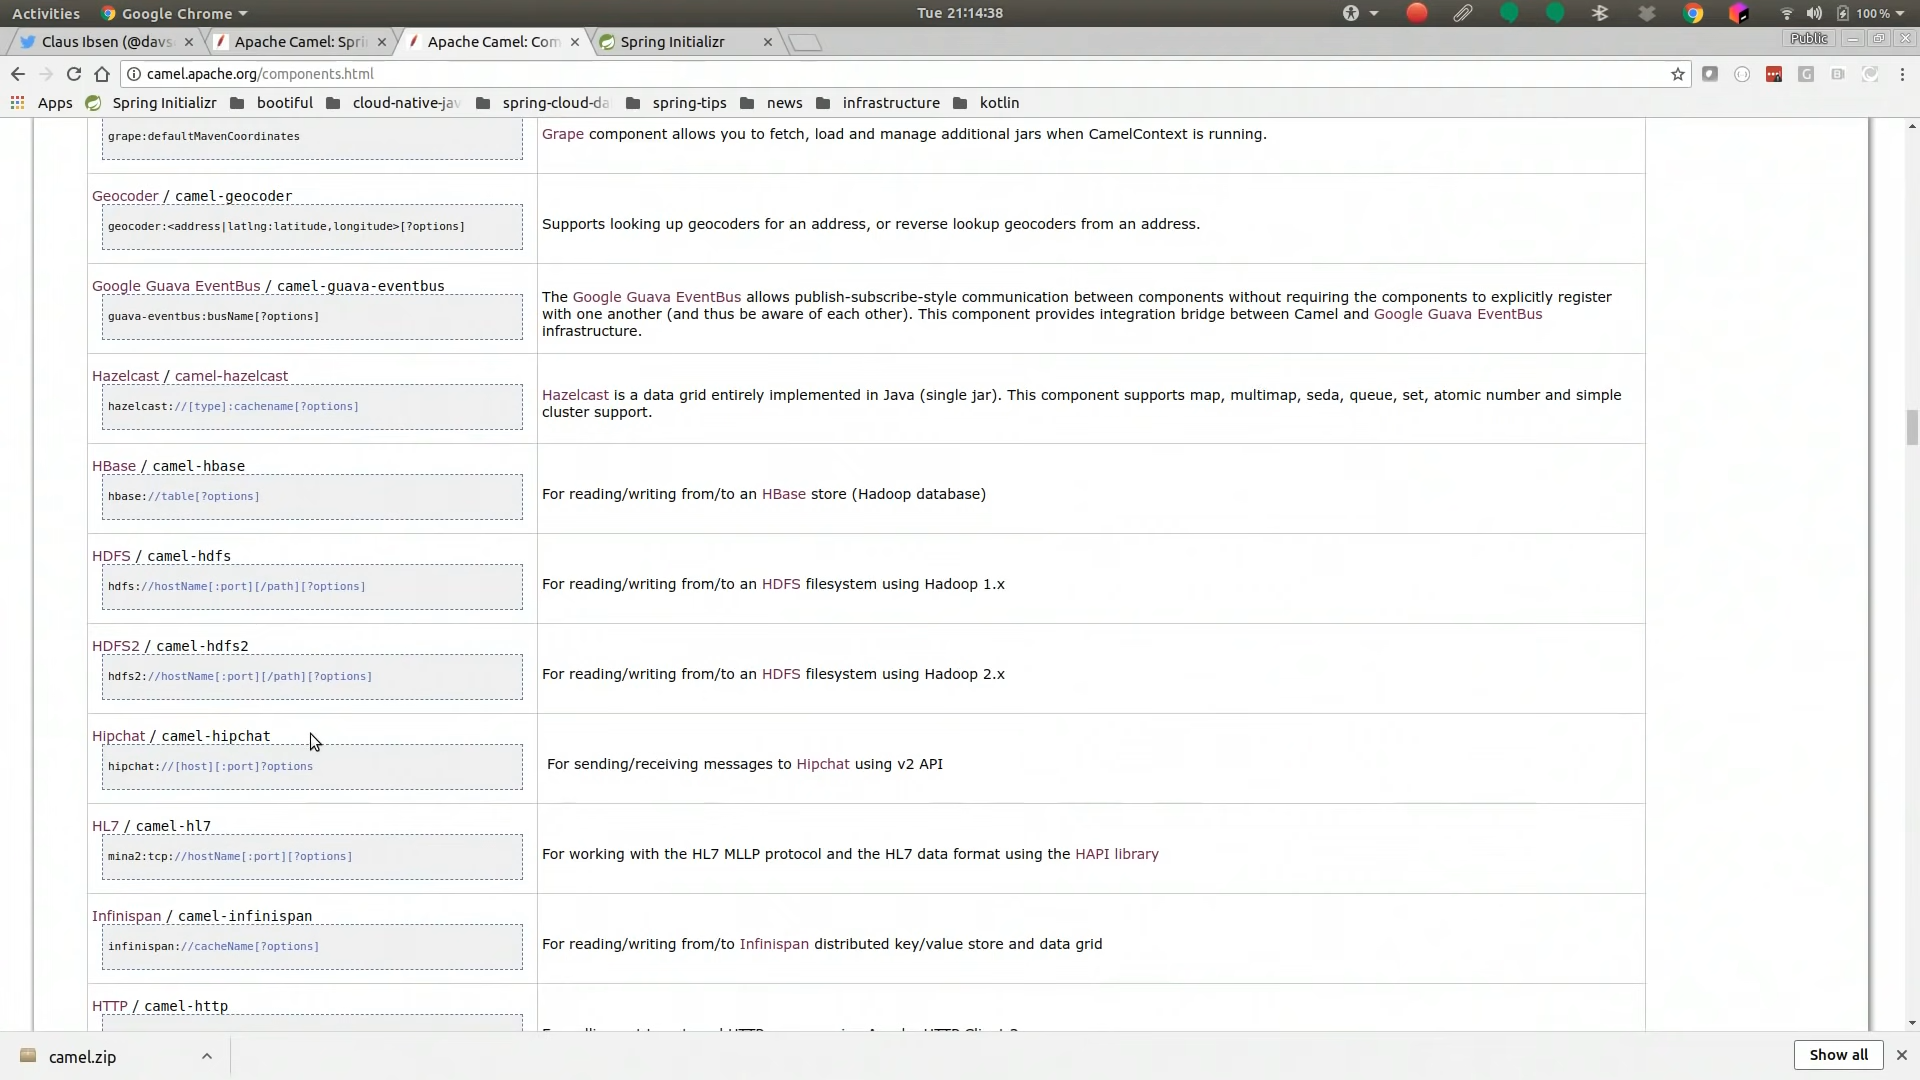 Activities
Google Chrome
Tue 21:14:38
100 %
Claus Ibsen (@davs
Apache Camel: Spri
Apache Camel: Com
Spring Initializr
Public
camel.apache.org/components.html
Apps
Spring Initializr
bootiful
cloud-native-jav
spring-cloud-da
spring-tips
news
infrastructure
kotlin
grape:defaultMavenCoordinates
Grape component allows you to fetch, load and manage additional jars when CamelContext is running.
Geocoder / camel-geocoder
geocoder:<address|latlng:latitude,longitude>[?options]
Supports looking up geocoders for an address, or reverse lookup geocoders from an address.
Google Guava EventBus / camel-guava-eventbus
guava-eventbus:busName[?options]
The Google Guava EventBus allows publish-subscribe-style communication between components without requiring the components to explicitly register
with one another (and thus be aware of each other). This component provides integration bridge between Camel and Google Guava EventBus
infrastructure.
Hazelcast / camel-hazelcast
hazelcast://[type]:cachename[?options]
Hazelcast is a data grid entirely implemented in Java (single jar). This component supports map, multimap, seda, queue, set, atomic number and simple
cluster support.
HBase / camel-hbase
hbase://table[?options]
For reading/writing from/to an HBase store (Hadoop database)
HDFS / camel-hdfs
hdfs://hostName[:port][/path][?options]
For reading/writing from/to an HDFS filesystem using Hadoop 1.x
HDFS2 / camel-hdfs2
hdfs2://hostName[:port][/path][?options]
For reading/writing from/to an HDFS filesystem using Hadoop 2.x
Hipchat / camel-hipchat
hipchat://[host][:port]?options
For sending/receiving messages to Hipchat using v2 API
HL7 / camel-hl7
mina2:tcp://hostName[:port][?options]
For working with the HL7 MLLP protocol and the HL7 data format using the HAPI library
Infinispan / camel-infinispan
infinispan://cacheName[?options]
For reading/writing from/to Infinispan distributed key/value store and data grid
HTTP / camel-http
camel.zip
Show all